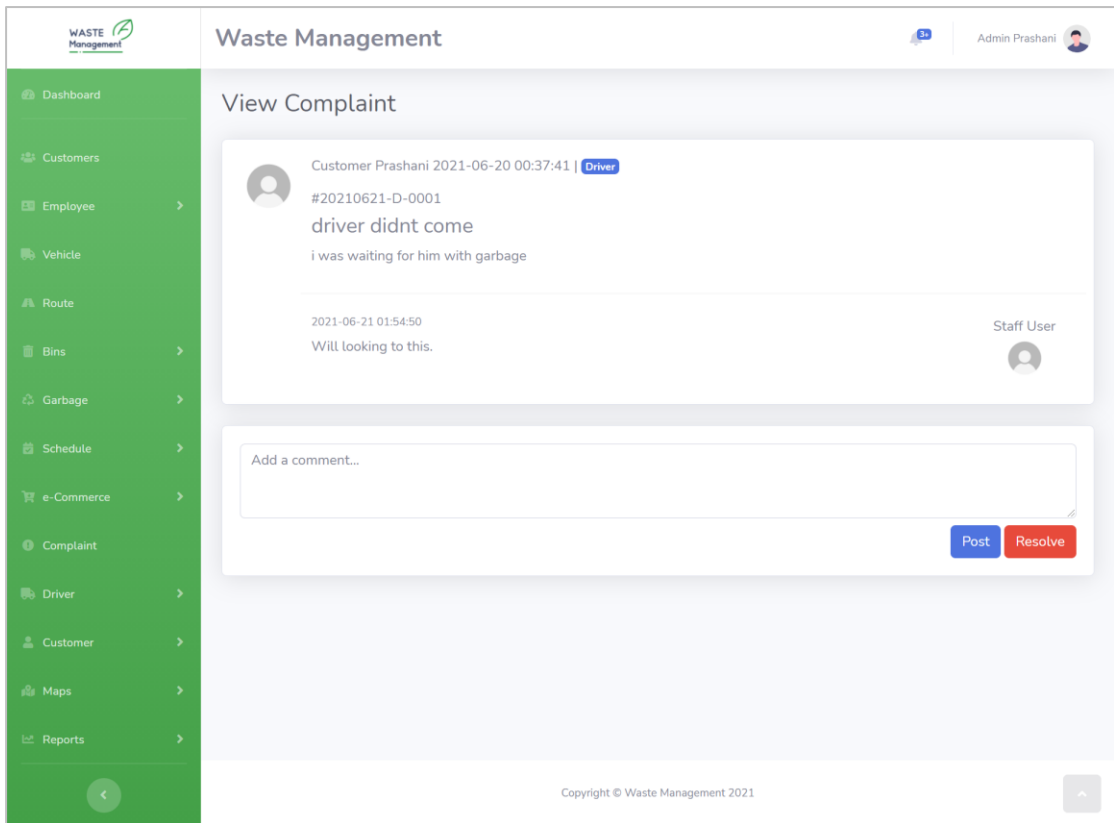 WASTE
Management
Waste Management
3+
Admin Prashani
Dashboard
Customers
Employee
Vehicle
Route
Bins
Garbage
Schedule
e-Commerce
Complaint
Driver
Customer
Maps
Reports
View Complaint
Customer Prashani 2021-06-20 00:37:41 | Driver
#20210621-D-0001
driver didnt come
i was waiting for him with garbage
2021-06-21 01:54:50
Will looking to this.
Staff User
Add a comment...
Post
Resolve
Copyright © Waste Management 2021